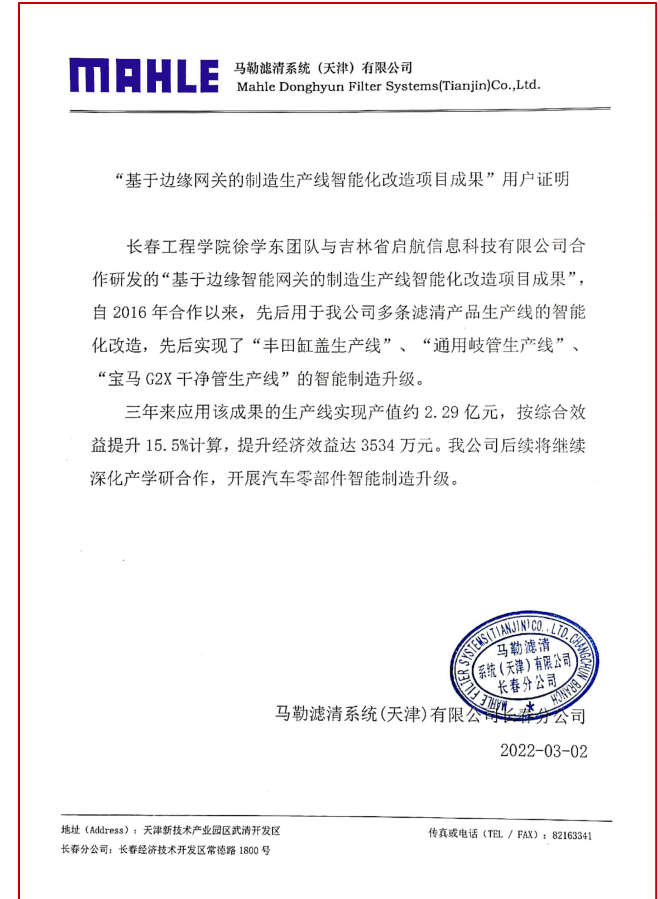 MAHLE
马勒滤清系统（天津）有限公司
Mahle Donghyun Filter Systems(Tianjin)Co.,Ltd.
“基于边缘网关的制造生产线智能化改造项目成果”用户证明
长春工程学院徐学东团队与吉林省启航信息科技有限公司合
作研发的“基于边缘智能网关的制造生产线智能化改造项目成果”，
自 2016 年合作以来，先后用于我公司多条滤清产品生产线的智能
化改造，先后实现了“丰田缸盖生产线”、“通用岐管生产线”、
“宝马 G2X 干净管生产线”的智能制造升级。
三年来应用该成果的生产线实现产值约 2.29 亿元，按综合效
益提升 15.5%计算，提升经济效益达 3534 万元。我公司后续将继续
深化产学研合作，开展汽车零部件智能制造升级。
MAHLE FILTER SYSTEMS(TIANJIN)CO.,LTD.CHANGCHUN BRANCH
马勒滤清
系统(天津)有限公司
长春分公司
马勒滤清系统(天津)有限公司长春分公司
2022-03-02
地址（Address）：天津新技术产业园区武清开发区
传真或电话（TEL / FAX）：82163341
长春分公司：长春经济技术开发区常德路 1800 号